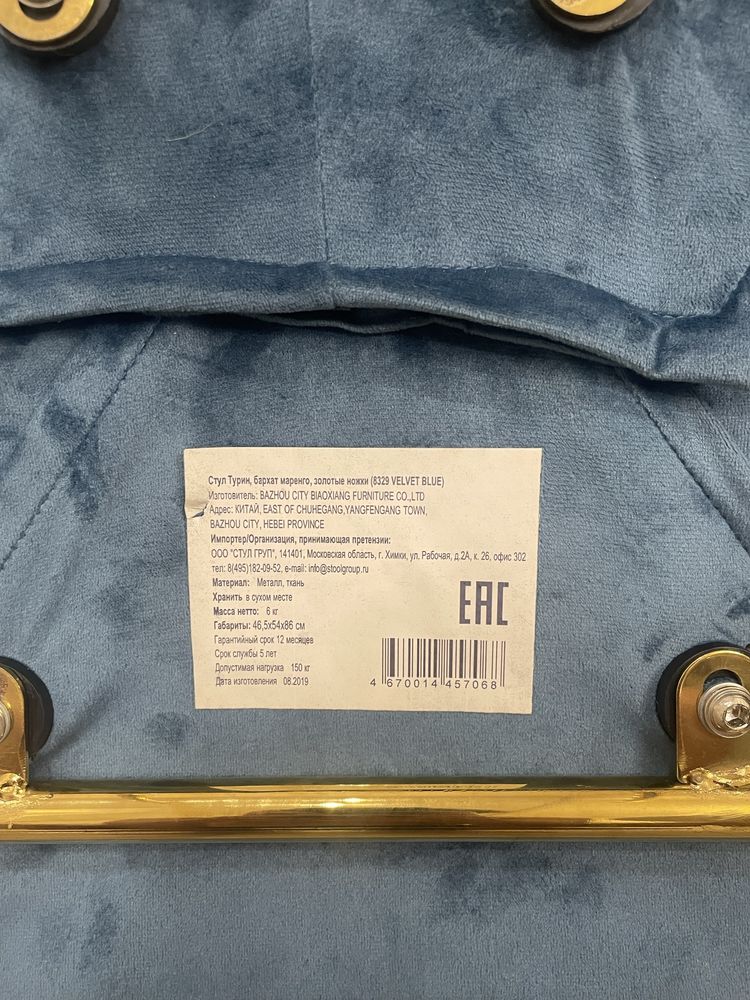 Стул Турин, бархат маренго, золотые ножки (8329 VELVET BLUE)
Изготовитель: BAZHOU CITY BIAOXIANG FURNITURE CO.,LTD
Адрес: КИТАЙ, EAST OF CHUHEGANG,YANGFENGANG TOWN,
BAZHOU CITY, HEBEI PROVINCE
Импортер/Организация, принимающая претензии:
ООО "СТУЛ ГРУП", 141401, Московская область, г. Химки, ул. Рабочая, д.2А, к. 26, офис 302
тел: 8(495)182-09-52, e-mail: info@stoolgroup.ru
Материал: Металл, ткань
Хранить в сухом месте
Масса нетто: 6 кг
Габариты: 46,5x54x86 см
Гарантийный срок 12 месяцев
Срок службы 5 лет
Допустимая нагрузка 150 кг
Дата изготовления 08.2019
EAC
4 670014 457068